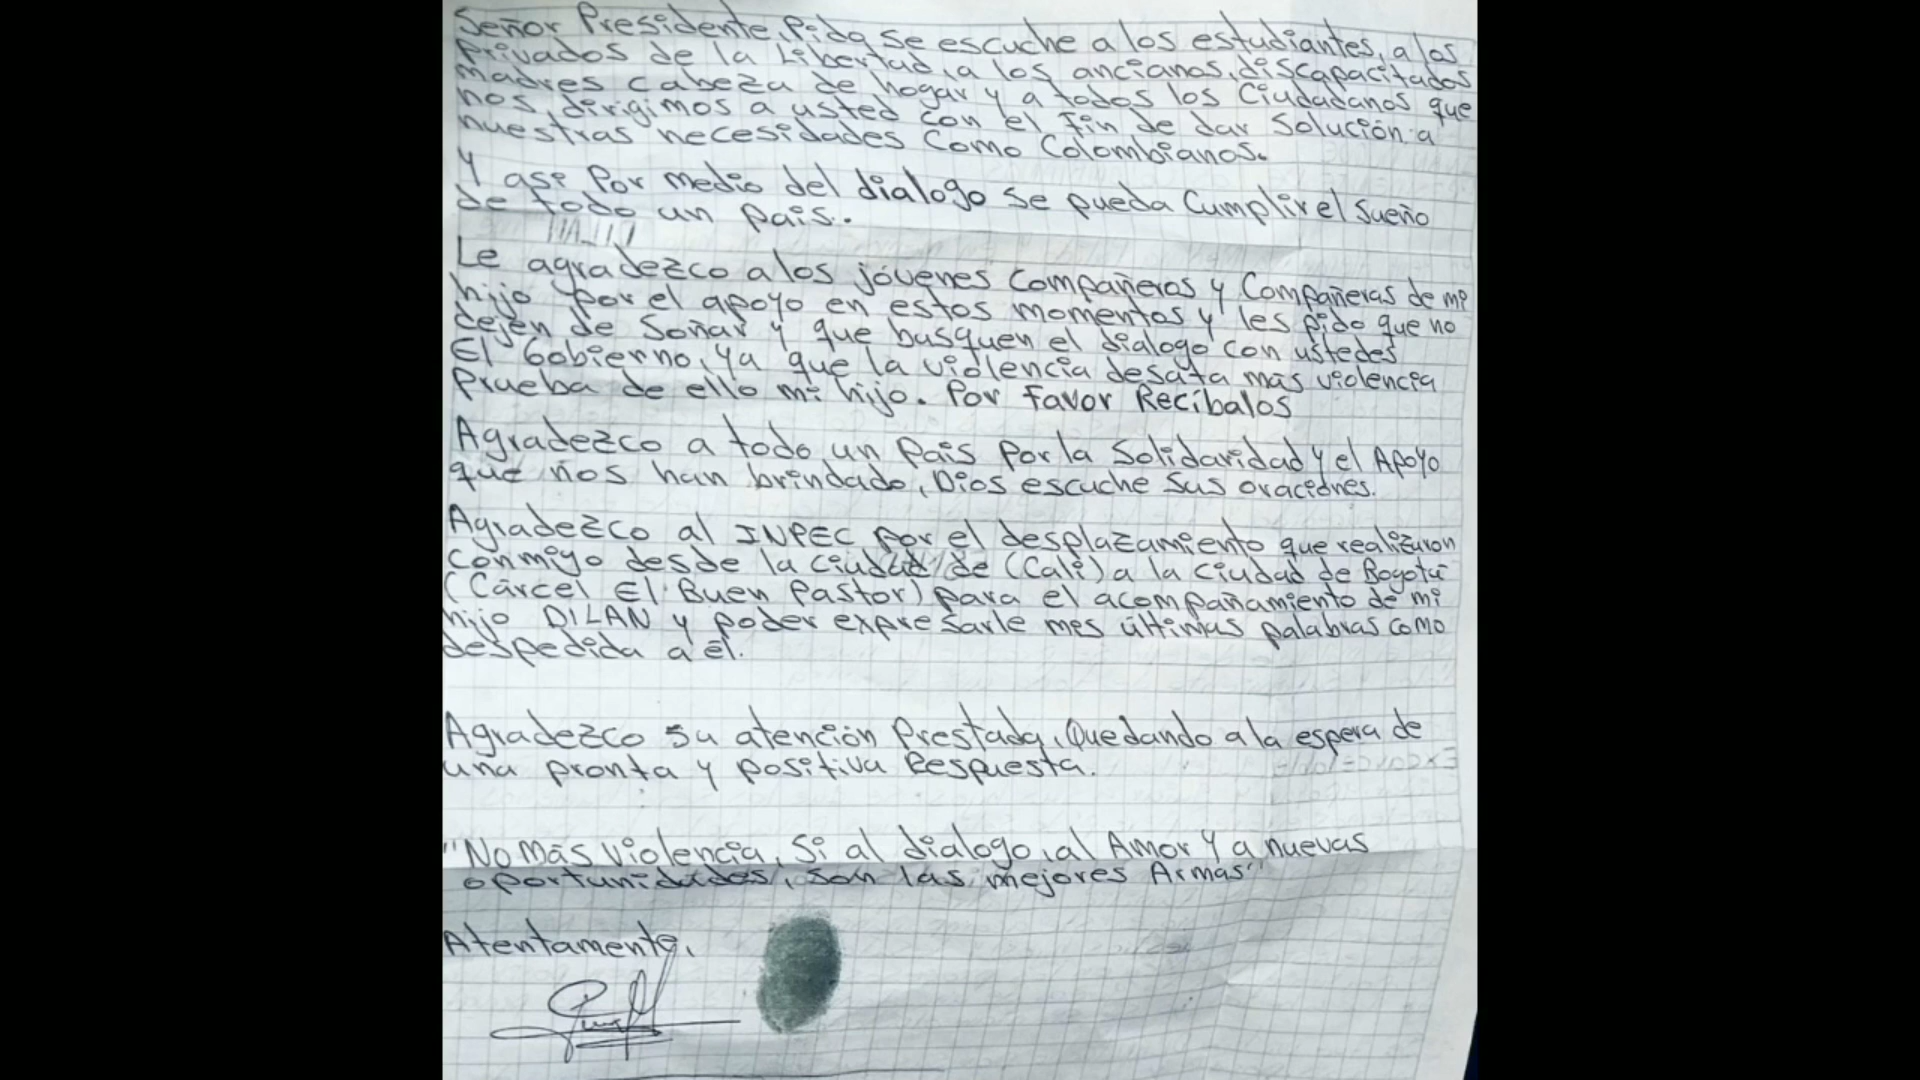 Señor Presidente, Pido se escuche a los estudiantes, a los
Privados de la Libertad, a los ancianos, discapacitados
madres cabeza de hogar y a todos los Ciudadanos que
nos dirigimos a usted con el fin de dar Solución a
nuestras necesidades Como Colombianos.
Y asi Por medio del dialogo Se pueda Cumplir el Sueño
de todo un pais.
Le agradezco a los jóvenes Compañeros y Compañeras de mi
hijo por el apoyo en estos momentos y les pido que no
dejen de Soñar y que busquen el dialogo con ustedes
El Gobierno, ya que la violencia desata más violencia
Prueba de ello mi hijo. Por favor Recíbalos
Agradezco a todo un Pais Por la Solidaridad y el Apoyo
que nos han brindado, Dios escuche Sus oraciones.
Agradezco al INPEC por el desplazamiento que realizaron
conmigo desde la ciudad de (Cali) a la ciudad de Bogotá
(Cárcel El Buen Pastor) para el acompañamiento de mi
hijo DILAN y poder expresarle mis últimas palabras como
despedida a él.
Agradezco su atención Prestada, Quedando a la espera de
una pronta y positiva Respuesta.
"No más violencia, Si al dialogo, al Amor Y a nuevas
oportunidades, son las mejores Armas"
Atentamente,